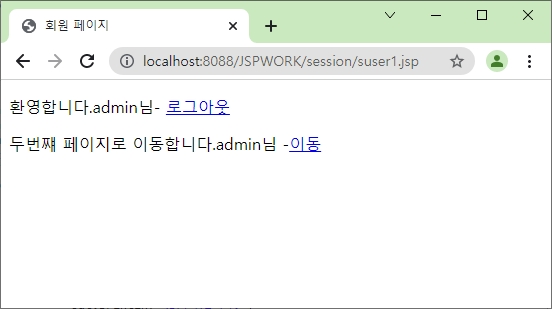 회원 페이지
localhost:8088/JSPWORK/session/suser1.jsp
환영합니다.admin님- 로그아웃
두번쨰 페이지로 이동합니다.admin님 -이동